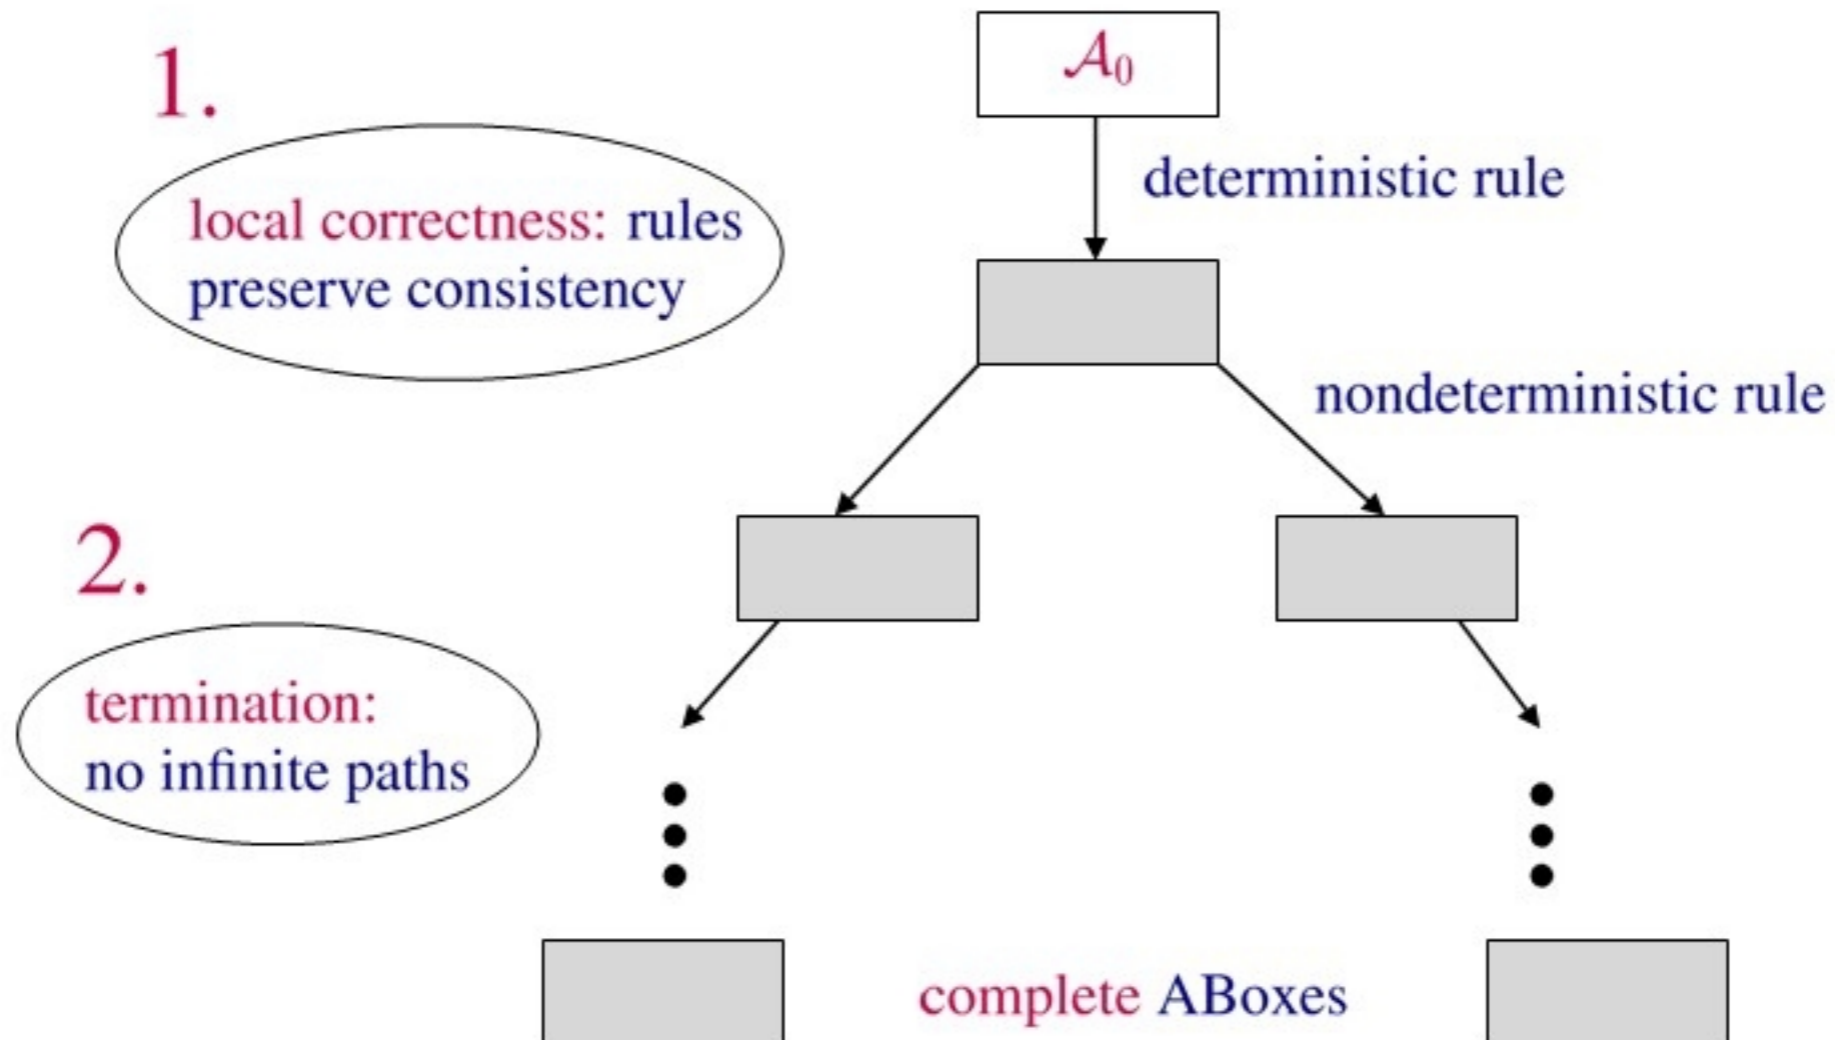 1.
𝒜₀
local correctness: rules
preserve consistency
deterministic rule
nondeterministic rule
2.
termination:
no infinite paths
complete ABoxes